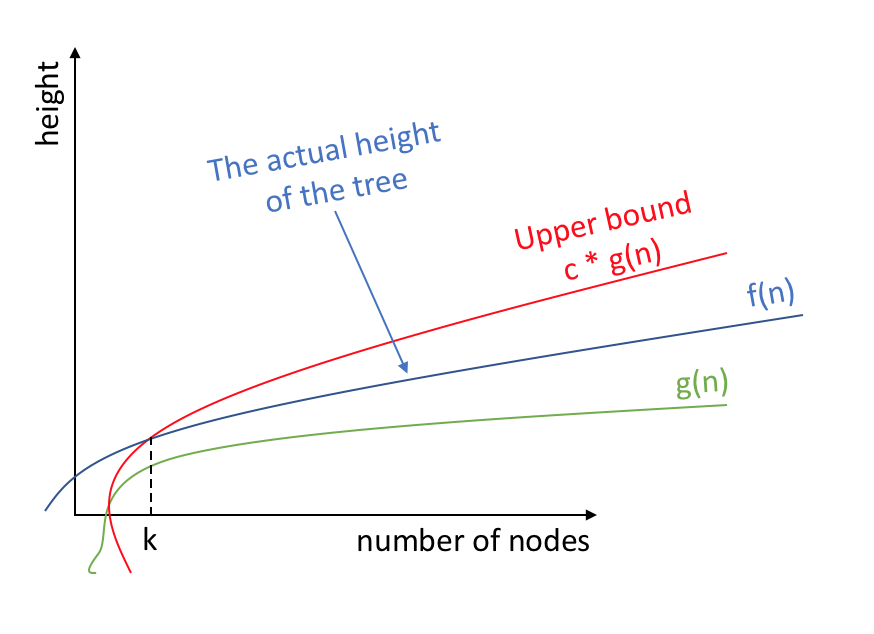 height
The actual height
of the tree
Upper bound
c * g(n)
f(n)
g(n)
k
number of nodes